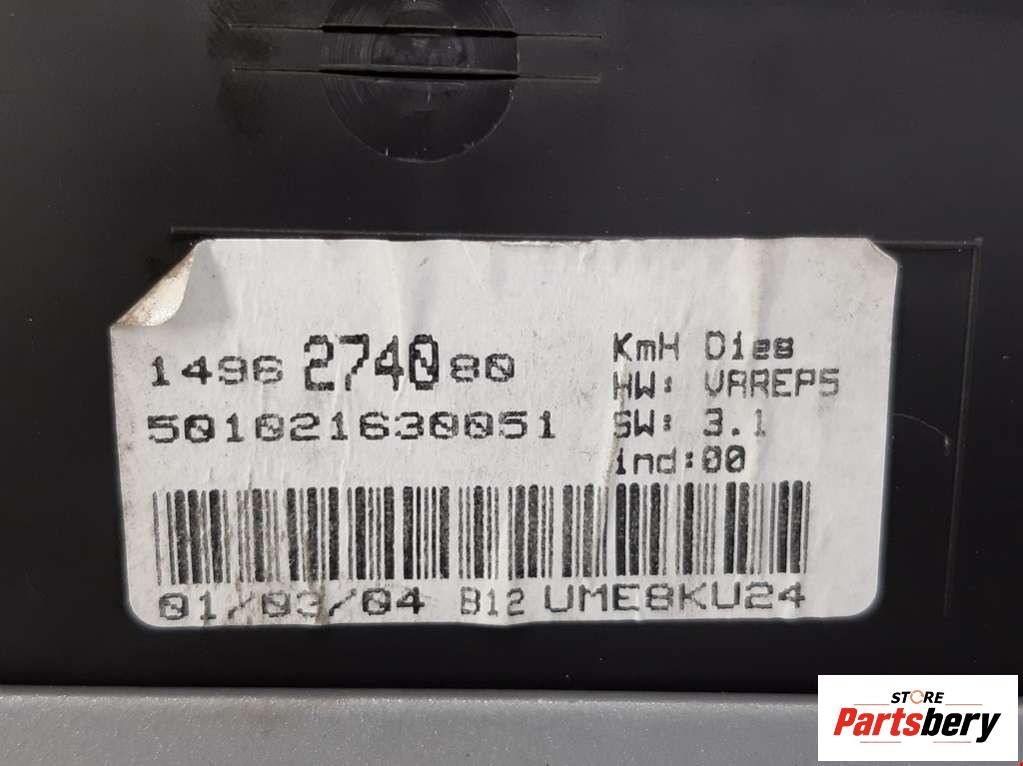 1496 2740 80
501021630051
KmH Dies
HW: VAREP5
SW: 3.1
ind:00
01/03/04 B12 UME8KU24
STORE
Partsbery